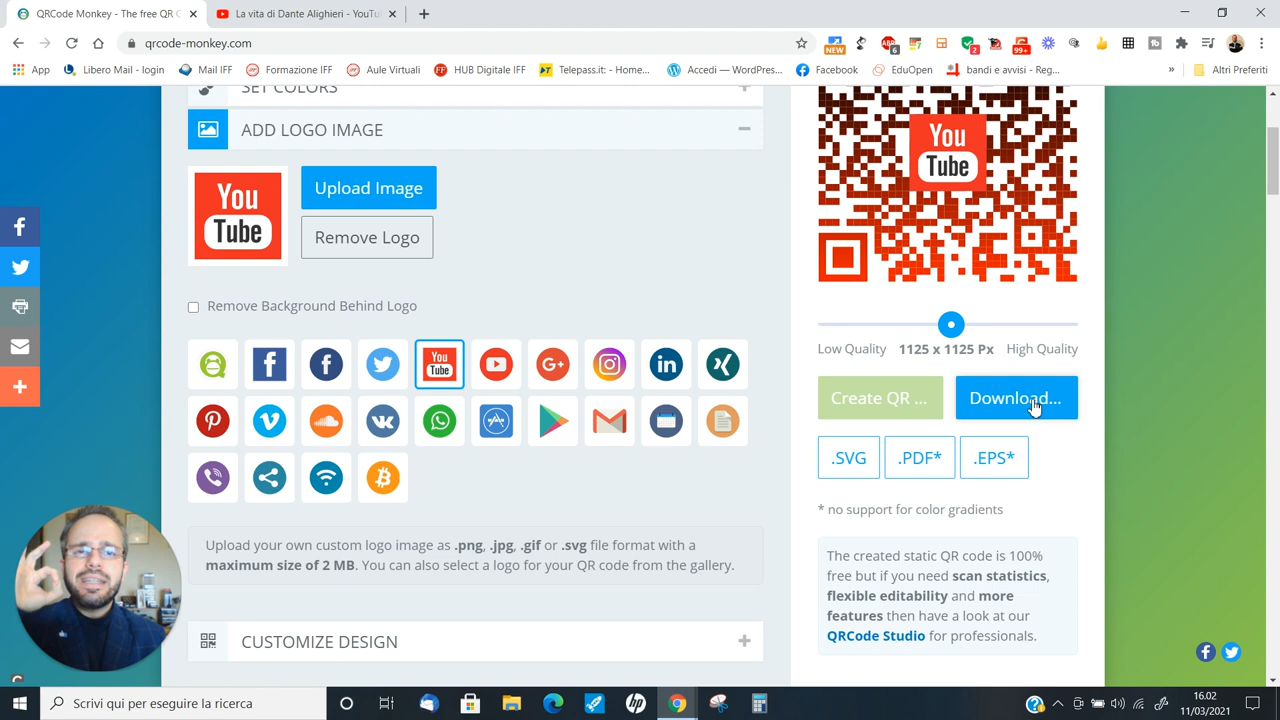 QRCode Monkey - The free QR C
La vita di Dante Alighieri - YouTu
qrcode-monkey.com
NEW
ABP
6
2
99+
App
Libero Mail - login
Mail IFF
Formazione IFF
Aule Virtuali
HUB Digitale IFF
Telepass.it: - Home...
Accedi — WordPres...
Facebook
EduOpen
bandi e avvisi - Reg...
»
Altri Preferiti
SET COLORS
ADD LOGO IMAGE
You
Tube
Upload Image
Remove Logo
Remove Background Behind Logo
You
Tube
Upload your own custom logo image as .png, .jpg, .gif or .svg file format with a
maximum size of 2 MB. You can also select a logo for your QR code from the gallery.
CUSTOMIZE DESIGN
You
Tube
Low Quality
1125 x 1125 Px
High Quality
Create QR ...
Download...
.SVG
.PDF*
.EPS*
* no support for color gradients
The created static QR code is 100%
free but if you need scan statistics,
flexible editability and more
features then have a look at our
QRCode Studio for professionals.
Scrivi qui per eseguire la ricerca
16.02
11/03/2021